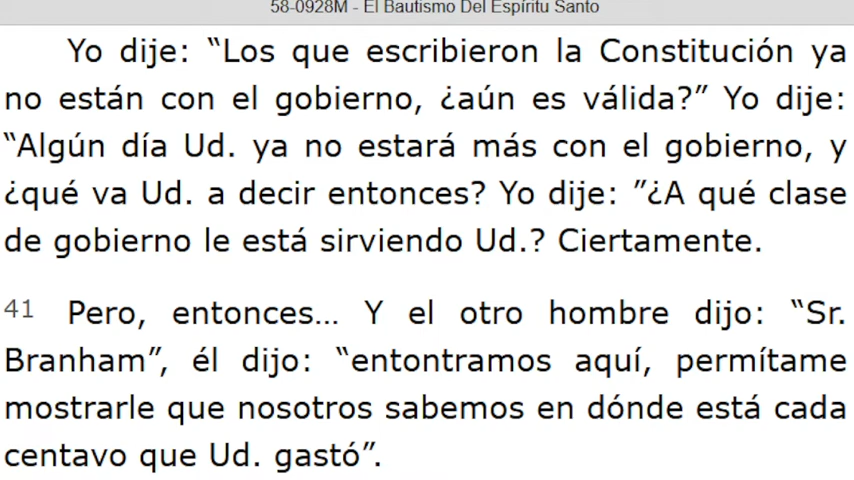 58-0928M - El Bautismo Del Espíritu Santo
Yo dije: “Los que escribieron la Constitución ya
no están con el gobierno, ¿aún es válida?” Yo dije:
“Algún día Ud. ya no estará más con el gobierno, y
¿qué va Ud. a decir entonces? Yo dije: ”¿A qué clase
de gobierno le está sirviendo Ud.? Ciertamente.
41 Pero, entonces… Y el otro hombre dijo: “Sr.
Branham”, él dijo: “entontramos aquí, permítame
mostrarle que nosotros sabemos en dónde está cada
centavo que Ud. gastó”.